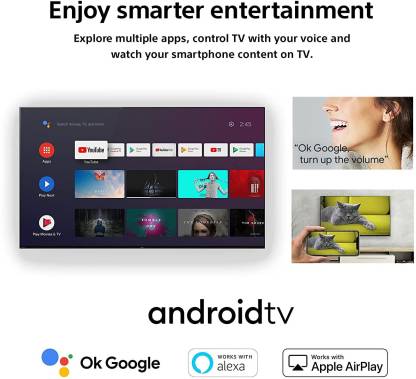 Enjoy smarter entertainment
Explore multiple apps, control TV with your voice and
watch your smartphone content on TV.
2:45
Apps
YouTube
YouTube
Play Next
Play Movies & TV
“Ok Google,
turn up the volume”
androidtv
Ok Google
WORKS WITH
alexa
Works with
Apple AirPlay